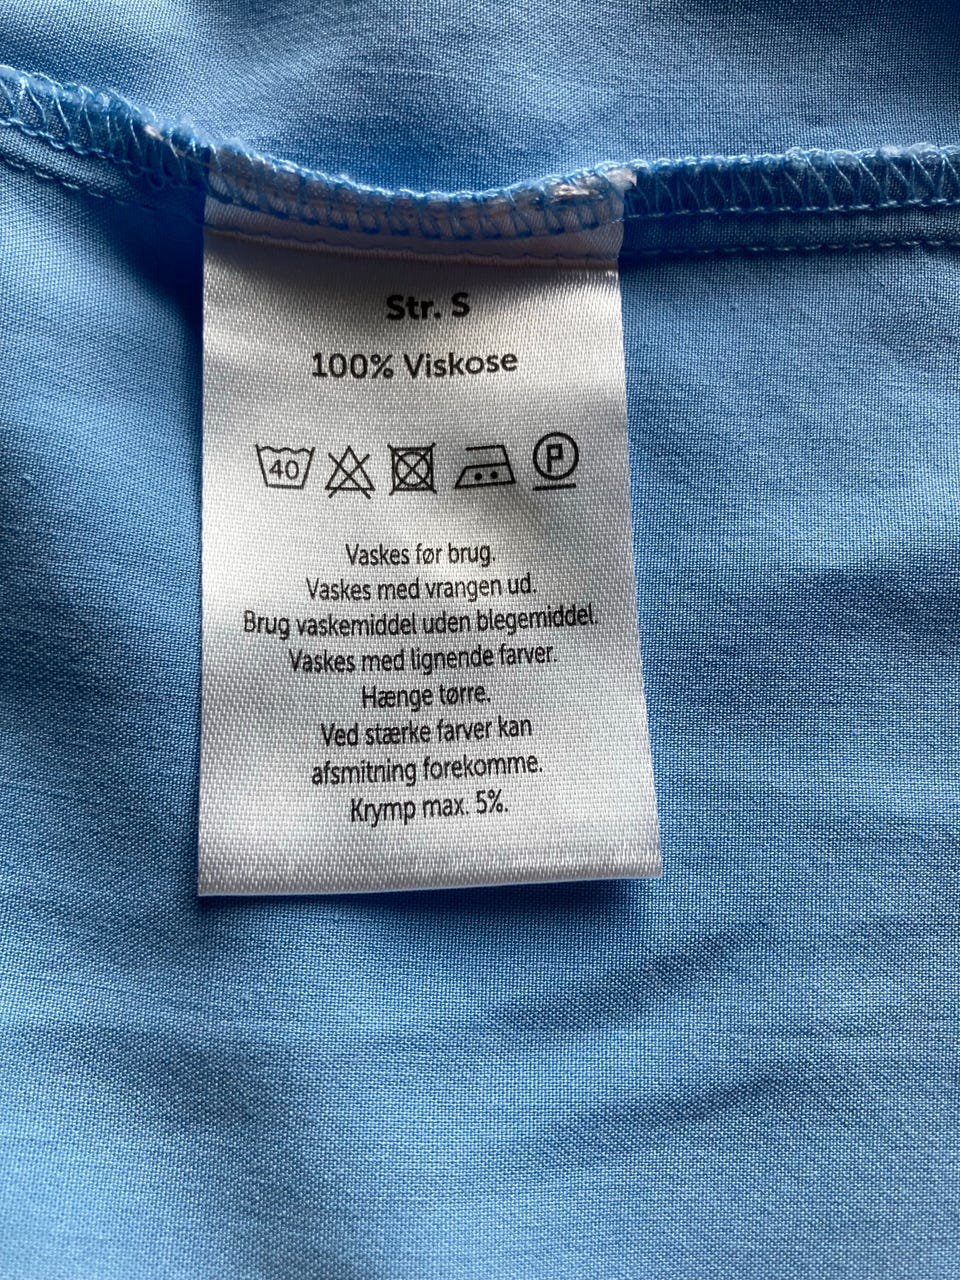 Str. S
100% Viskose
40 P
Vaskes før brug.
Vaskes med vrangen ud.
Brug vaskemiddel uden blegemiddel.
Vaskes med lignende farver.
Hænge tørre.
Ved stærke farver kan
afsmitning forekomme.
Krymp max. 5%.